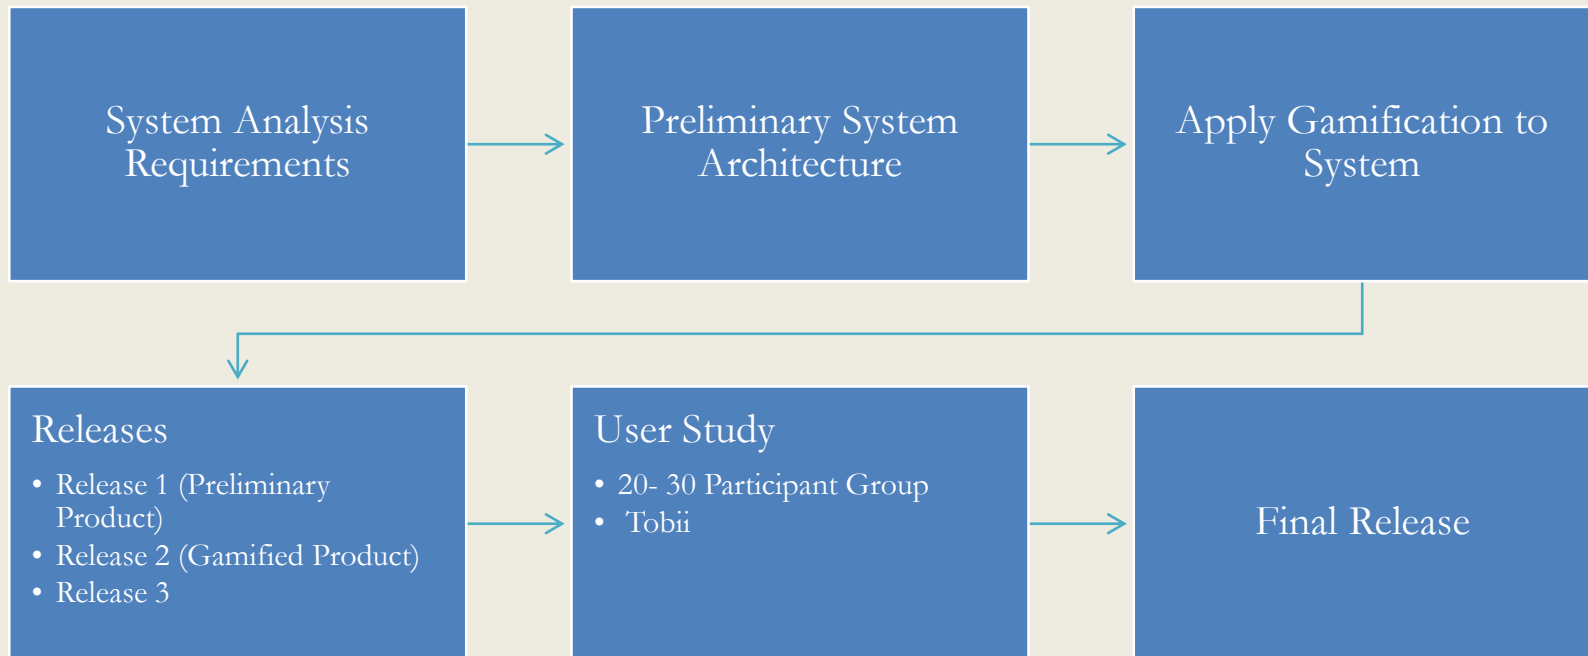 System Analysis
Requirements
Preliminary System
Architecture
Apply Gamification to
System
Releases
• Release 1 (Preliminary
Product)
• Release 2 (Gamified Product)
• Release 3
User Study
• 20- 30 Participant Group
• Tobii
Final Release